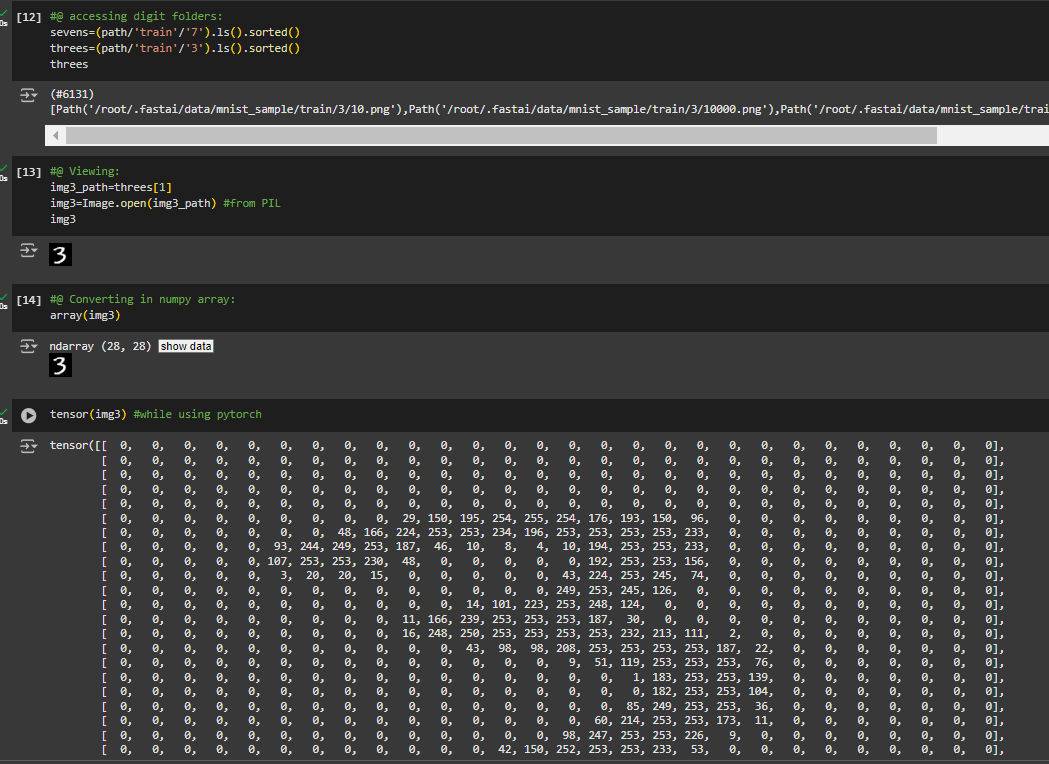 [12] #@ accessing digit folders:
sevens=(path/'train'/'7').ls().sorted()
threes=(path/'train'/'3').ls().sorted()
threes
(#6131)
[Path('/root/.fastai/data/mnist_sample/train/3/10.png'),Path('/root/.fastai/data/mnist_sample/train/3/10000.png'),Path('/root/.fastai/data/mnist_sample/trai
0s
[13] #@ Viewing:
img3_path=threes[1]
img3=Image.open(img3_path) #from PIL
img3
3
0s
[14] #@ Converting in numpy array:
array(img3)
ndarray (28, 28) show data
3
0s
tensor(img3) #while using pytorch
tensor([[ 0, 0, 0, 0, 0, 0, 0, 0, 0, 0, 0, 0, 0, 0, 0, 0, 0, 0, 0, 0, 0, 0, 0, 0, 0, 0, 0, 0],
[ 0, 0, 0, 0, 0, 0, 0, 0, 0, 0, 0, 0, 0, 0, 0, 0, 0, 0, 0, 0, 0, 0, 0, 0, 0, 0, 0, 0],
[ 0, 0, 0, 0, 0, 0, 0, 0, 0, 0, 0, 0, 0, 0, 0, 0, 0, 0, 0, 0, 0, 0, 0, 0, 0, 0, 0, 0],
[ 0, 0, 0, 0, 0, 0, 0, 0, 0, 0, 0, 0, 0, 0, 0, 0, 0, 0, 0, 0, 0, 0, 0, 0, 0, 0, 0, 0],
[ 0, 0, 0, 0, 0, 0, 0, 0, 0, 0, 0, 0, 0, 0, 0, 0, 0, 0, 0, 0, 0, 0, 0, 0, 0, 0, 0, 0],
[ 0, 0, 0, 0, 0, 0, 0, 0, 0, 29, 150, 195, 254, 255, 254, 176, 193, 150, 96, 0, 0, 0, 0, 0, 0, 0, 0, 0],
[ 0, 0, 0, 0, 0, 0, 0, 48, 166, 224, 253, 253, 234, 196, 253, 253, 253, 253, 233, 0, 0, 0, 0, 0, 0, 0, 0, 0],
[ 0, 0, 0, 0, 0, 93, 244, 249, 253, 187, 46, 10, 8, 4, 10, 194, 253, 253, 233, 0, 0, 0, 0, 0, 0, 0, 0, 0],
[ 0, 0, 0, 0, 0, 107, 253, 253, 230, 48, 0, 0, 0, 0, 0, 192, 253, 253, 156, 0, 0, 0, 0, 0, 0, 0, 0, 0],
[ 0, 0, 0, 0, 0, 3, 20, 20, 15, 0, 0, 0, 0, 0, 43, 224, 253, 245, 74, 0, 0, 0, 0, 0, 0, 0, 0, 0],
[ 0, 0, 0, 0, 0, 0, 0, 0, 0, 0, 0, 0, 0, 0, 249, 253, 245, 126, 0, 0, 0, 0, 0, 0, 0, 0, 0, 0],
[ 0, 0, 0, 0, 0, 0, 0, 0, 0, 0, 0, 14, 101, 223, 253, 248, 124, 0, 0, 0, 0, 0, 0, 0, 0, 0, 0, 0],
[ 0, 0, 0, 0, 0, 0, 0, 0, 0, 11, 166, 239, 253, 253, 253, 187, 30, 0, 0, 0, 0, 0, 0, 0, 0, 0, 0, 0],
[ 0, 0, 0, 0, 0, 0, 0, 0, 0, 16, 248, 250, 253, 253, 253, 253, 232, 213, 111, 2, 0, 0, 0, 0, 0, 0, 0, 0],
[ 0, 0, 0, 0, 0, 0, 0, 0, 0, 0, 0, 43, 98, 98, 208, 253, 253, 253, 253, 187, 22, 0, 0, 0, 0, 0, 0, 0],
[ 0, 0, 0, 0, 0, 0, 0, 0, 0, 0, 0, 0, 0, 0, 9, 51, 119, 253, 253, 253, 76, 0, 0, 0, 0, 0, 0, 0],
[ 0, 0, 0, 0, 0, 0, 0, 0, 0, 0, 0, 0, 0, 0, 0, 0, 1, 183, 253, 253, 139, 0, 0, 0, 0, 0, 0, 0],
[ 0, 0, 0, 0, 0, 0, 0, 0, 0, 0, 0, 0, 0, 0, 0, 0, 0, 182, 253, 253, 104, 0, 0, 0, 0, 0, 0, 0],
[ 0, 0, 0, 0, 0, 0, 0, 0, 0, 0, 0, 0, 0, 0, 0, 0, 85, 249, 253, 253, 36, 0, 0, 0, 0, 0, 0, 0],
[ 0, 0, 0, 0, 0, 0, 0, 0, 0, 0, 0, 0, 0, 0, 0, 60, 214, 253, 253, 173, 11, 0, 0, 0, 0, 0, 0, 0],
[ 0, 0, 0, 0, 0, 0, 0, 0, 0, 0, 0, 0, 0, 0, 98, 247, 253, 253, 226, 9, 0, 0, 0, 0, 0, 0, 0, 0],
[ 0, 0, 0, 0, 0, 0, 0, 0, 0, 0, 0, 0, 42, 150, 252, 253, 253, 233, 53, 0, 0, 0, 0, 0, 0, 0, 0, 0],